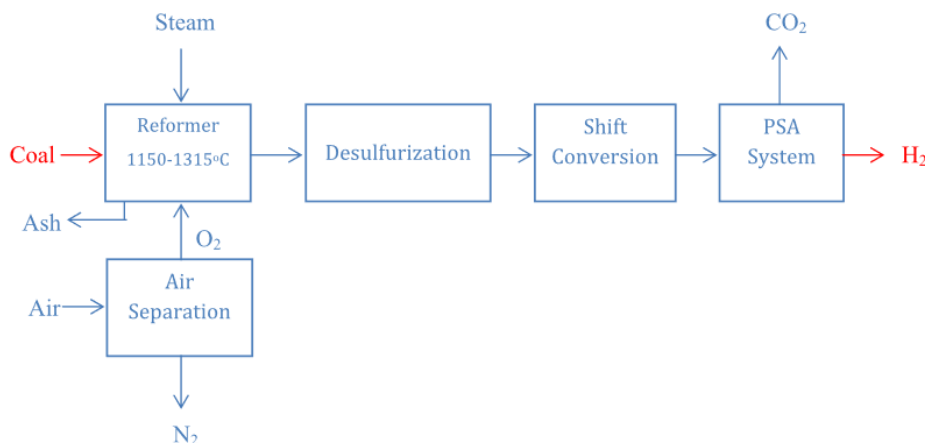 Steam
CO₂
Reformer
1150-1315ºC
Coal
Desulfurization
Shift
Conversion
PSA
System
H₂
Ash
O₂
Air
Separation
Air
N₂